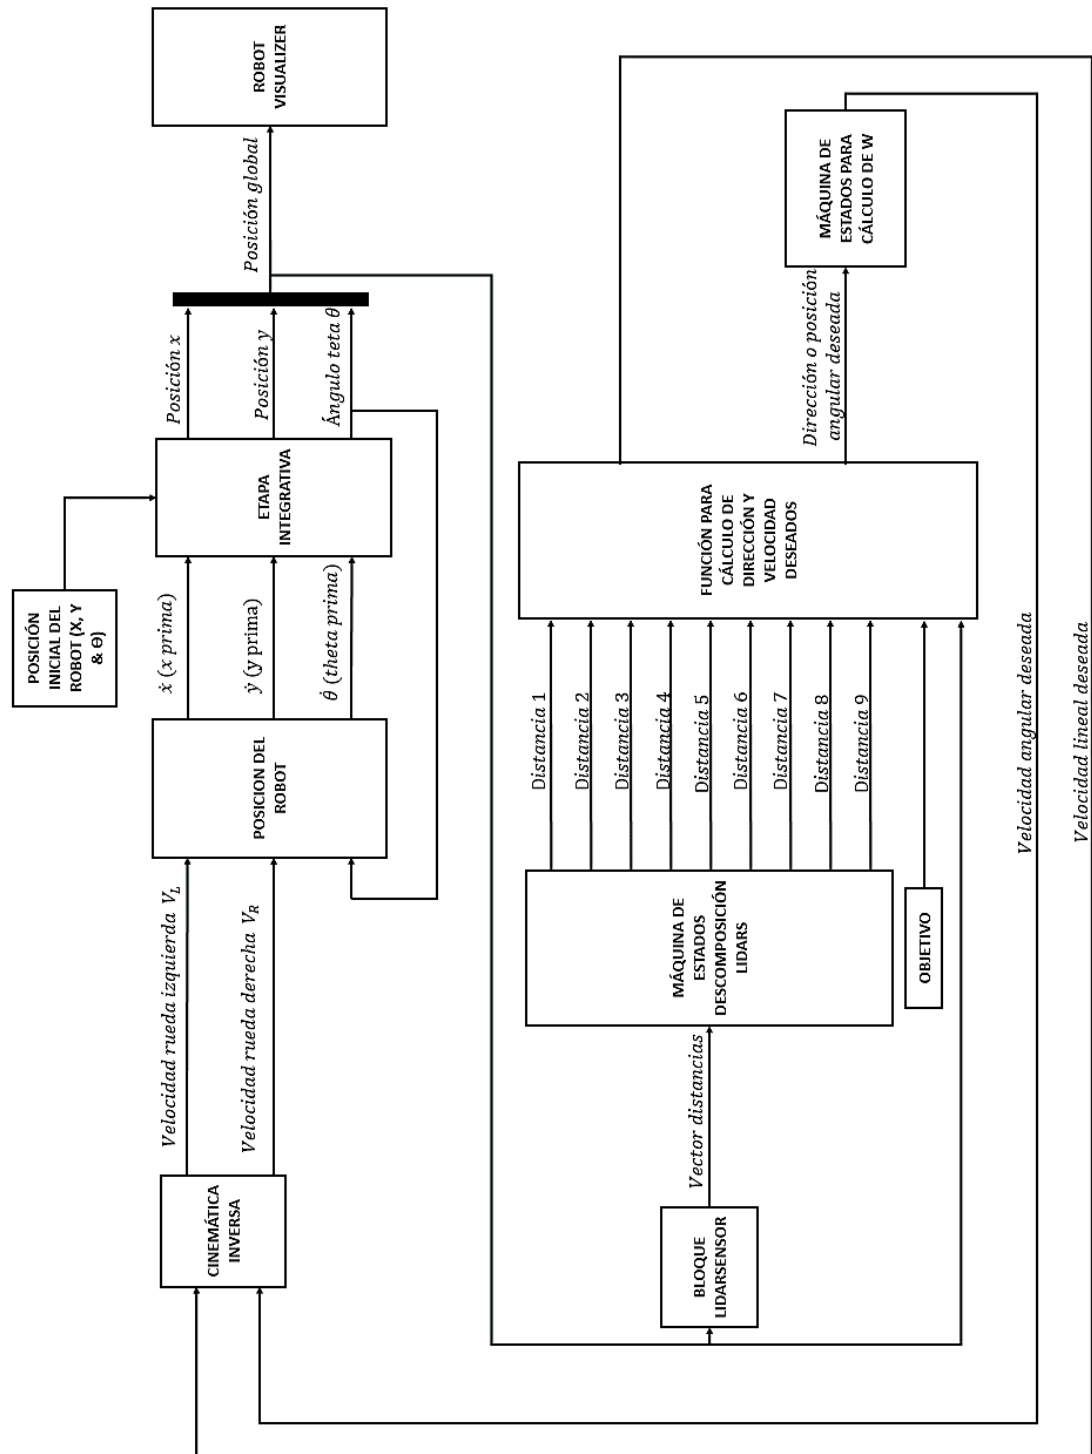 POSICIÓN
INICIAL DEL
ROBOT (X, Y
& Θ)
CINEMÁTICA
INVERSA
Velocidad rueda izquierda V_L
Velocidad rueda derecha V_R
POSICION DEL
ROBOT
ẋ (x prima)
ẏ (y prima)
θ̇ (theta prima)
ETAPA
INTEGRATIVA
Posición x
Posición y
Ángulo teta θ
Posición global
ROBOT
VISUALIZER
BLOQUE
LIDARSENSOR
Vector distancias
MÁQUINA DE
ESTADOS
DESCOMPOSICIÓN
LIDARS
Distancia 1
Distancia 2
Distancia 3
Distancia 4
Distancia 5
Distancia 6
Distancia 7
Distancia 8
Distancia 9
OBJETIVO
FUNCIÓN PARA
CÁLCULO DE
DIRECCIÓN Y
VELOCIDAD
DESEADOS
Dirección o posición
angular deseada
MÁQUINA DE
ESTADOS PARA
CÁLCULO DE W
Velocidad angular deseada
Velocidad lineal deseada